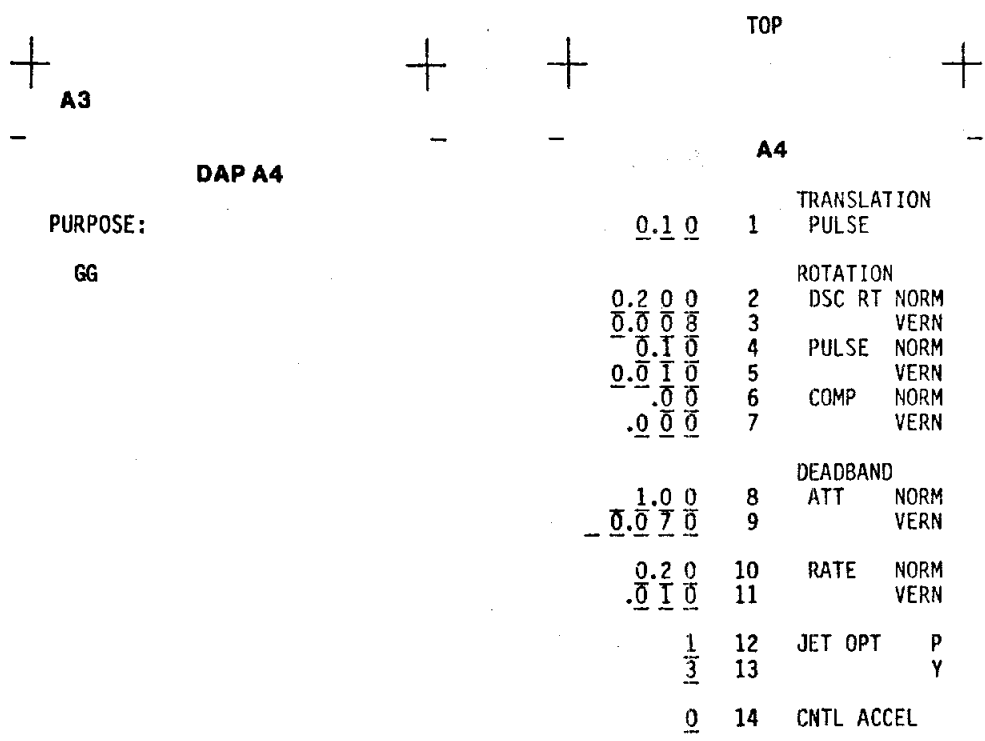 A3
DAP A4
PURPOSE:
GG
TOP
A4
TRANSLATION
0.1 0 1 PULSE
ROTATION
0.2 0 0 2 DSC RT NORM
0.0 0 8 3 VERN
0.1 0 4 PULSE NORM
0.0 1 0 5 VERN
.0 0 6 COMP NORM
.0 0 0 7 VERN
DEADBAND
1.0 0 8 ATT NORM
0.0 7 0 9 VERN
0.2 0 10 RATE NORM
.0 1 0 11 VERN
1 12 JET OPT P
3 13 Y
0 14 CNTL ACCEL